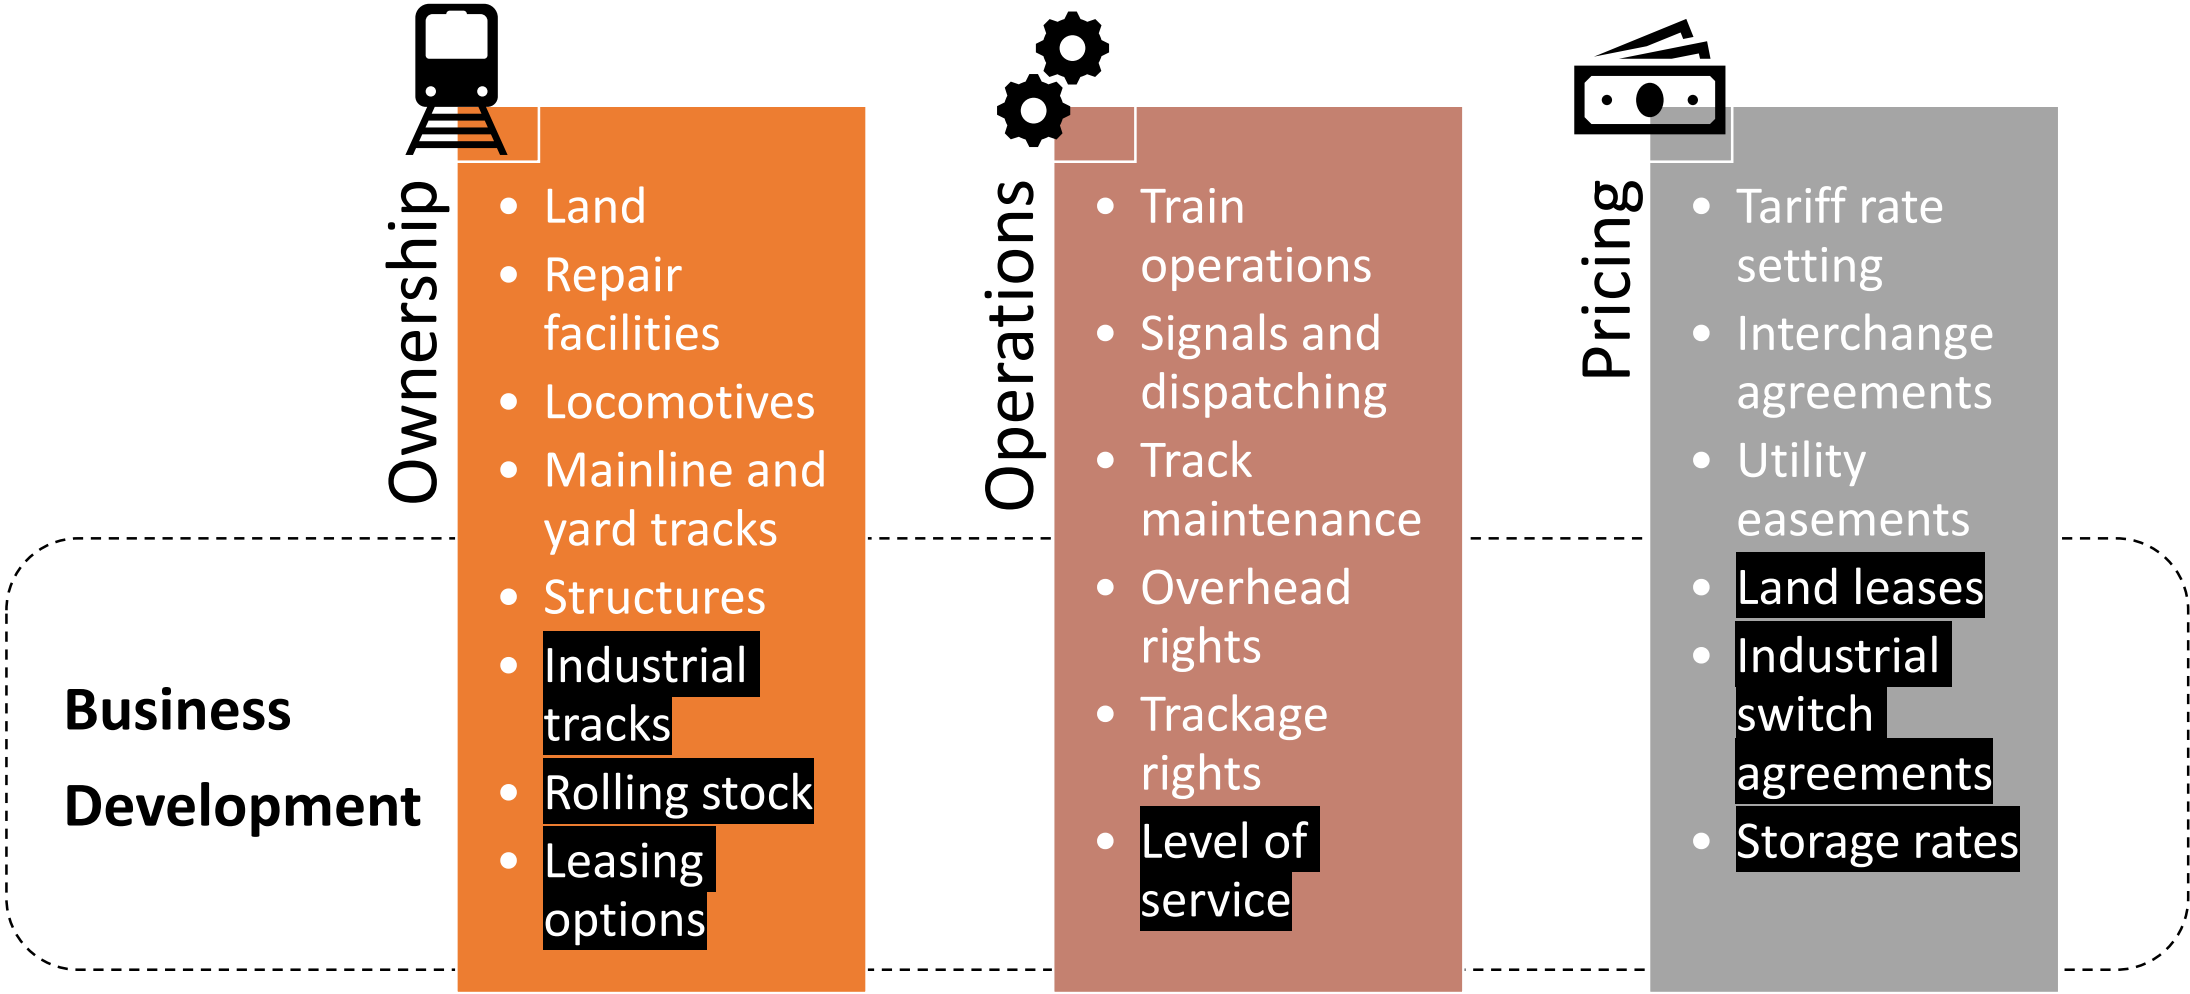 Ownership
• Land
• Repair
facilities
• Locomotives
• Mainline and
yard tracks
• Structures
• Industrial
tracks
• Rolling stock
• Leasing
options
Operations
• Train
operations
• Signals and
dispatching
• Track
maintenance
• Overhead
rights
• Trackage
rights
• Level of
service
Pricing
• Tariff rate
setting
• Interchange
agreements
• Utility
easements
• Land leases
• Industrial
switch
agreements
• Storage rates
Business
Development